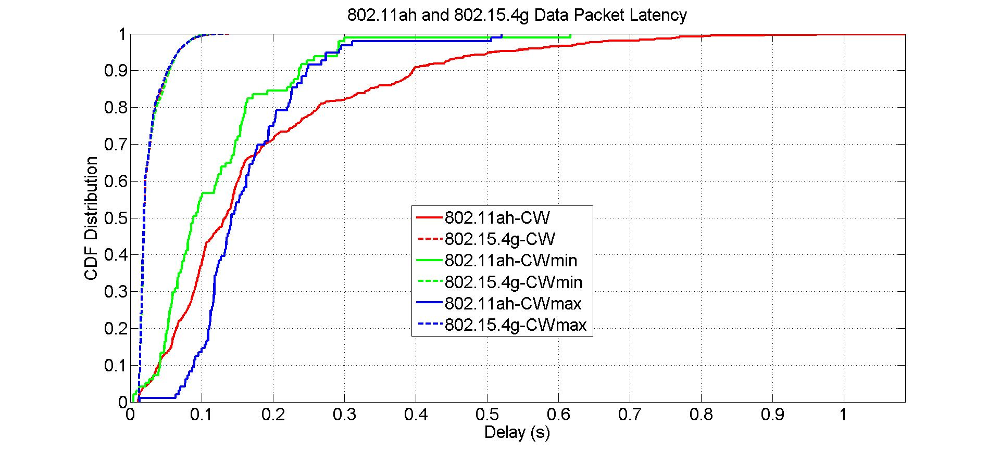 802.11ah and 802.15.4g Data Packet Latency
1
0.9
0.8
0.7
0.6
0.5
0.4
0.3
0.2
0.1
0
CDF Distribution
802.11ah-CW
802.15.4g-CW
802.11ah-CWmin
802.15.4g-CWmin
802.11ah-CWmax
802.15.4g-CWmax
0 0.1 0.2 0.3 0.4 0.5 0.6 0.7 0.8 0.9 1
Delay (s)